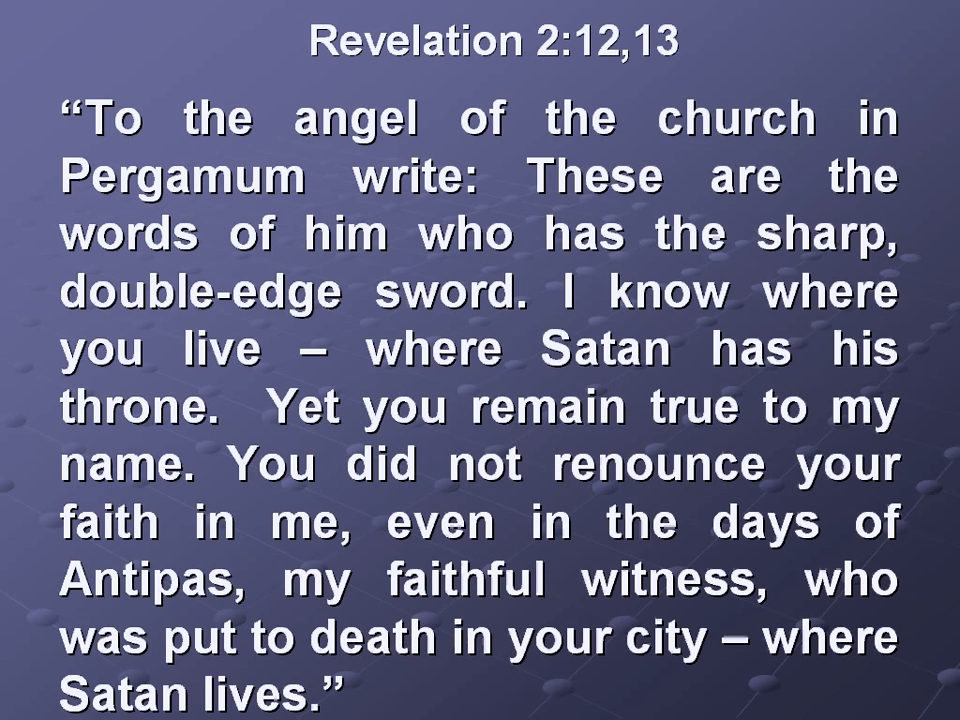 Revelation 2:12,13
“To the angel of the church in
Pergamum write: These are the
words of him who has the sharp,
double-edge sword. I know where
you live – where Satan has his
throne. Yet you remain true to my
name. You did not renounce your
faith in me, even in the days of
Antipas, my faithful witness, who
was put to death in your city – where
Satan lives.”